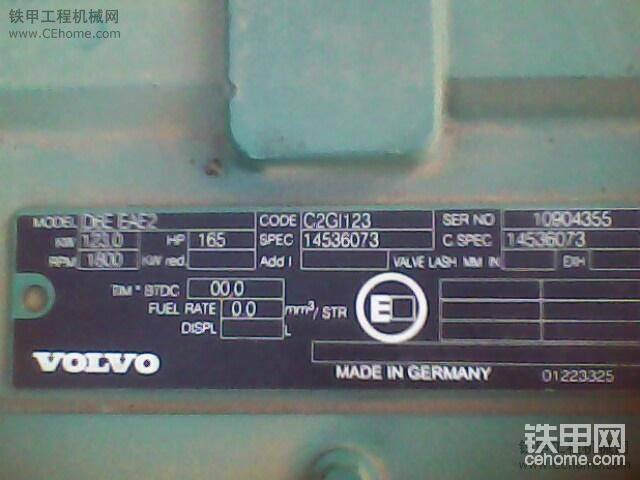 铁甲工程机械网
www.CEhome.com
MODEL D6E EAE2 CODE C2GI123 SER NO 10904355
KW 123.0 HP 165 SPEC 14536073 C.SPEC 14536073
RPM 1800 KW red. Add I VALVE LASH MM IN EXH
TIM ° BTDC 00.0
FUEL RATE 0.0 mm³/STR
DISPL L
E
VOLVO
MADE IN GERMANY 01223325
铁甲网
cehome.com